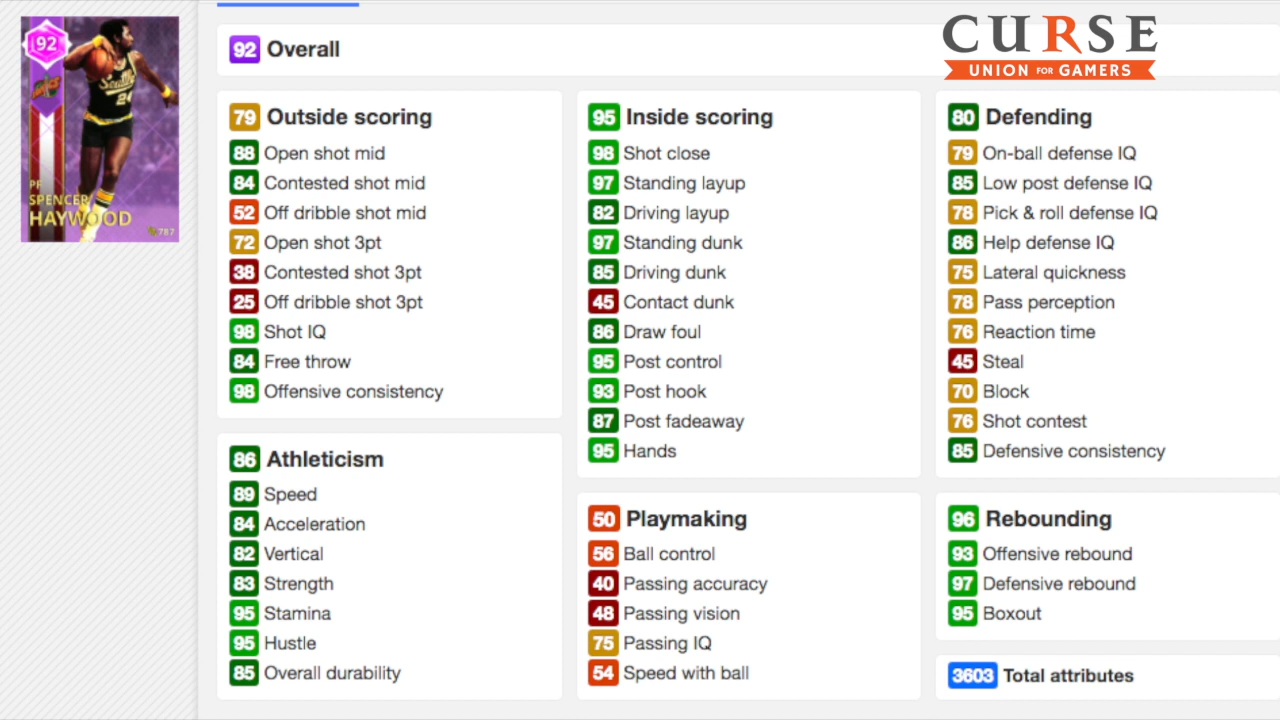 92
SONICS
Seattle
24
PF
SPENCER
HAYWOOD
787
92 Overall
CURSE
UNION FOR GAMERS
79 Outside scoring
88 Open shot mid
84 Contested shot mid
52 Off dribble shot mid
72 Open shot 3pt
38 Contested shot 3pt
25 Off dribble shot 3pt
98 Shot IQ
84 Free throw
98 Offensive consistency
86 Athleticism
89 Speed
84 Acceleration
82 Vertical
83 Strength
95 Stamina
95 Hustle
85 Overall durability
95 Inside scoring
98 Shot close
97 Standing layup
82 Driving layup
97 Standing dunk
85 Driving dunk
45 Contact dunk
86 Draw foul
95 Post control
93 Post hook
87 Post fadeaway
95 Hands
50 Playmaking
56 Ball control
40 Passing accuracy
48 Passing vision
75 Passing IQ
54 Speed with ball
80 Defending
79 On-ball defense IQ
85 Low post defense IQ
78 Pick & roll defense IQ
86 Help defense IQ
75 Lateral quickness
78 Pass perception
76 Reaction time
45 Steal
70 Block
76 Shot contest
85 Defensive consistency
96 Rebounding
93 Offensive rebound
97 Defensive rebound
95 Boxout
3603 Total attributes